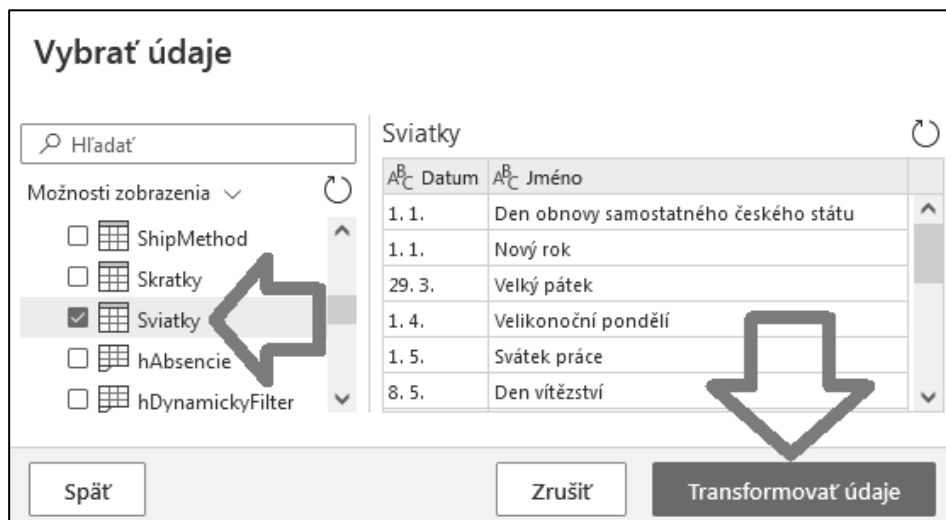 Vybrať údaje
Hľadať
Možnosti zobrazenia
ShipMethod
Skratky
Sviatky
hAbsencie
hDynamickyFilter
Sviatky
ABC Datum ABC Jméno
1. 1. Den obnovy samostatného českého státu
1. 1. Nový rok
29. 3. Velký pátek
1. 4. Velikonoční pondělí
1. 5. Svátek práce
8. 5. Den vítězství
Späť Zrušiť Transformovať údaje